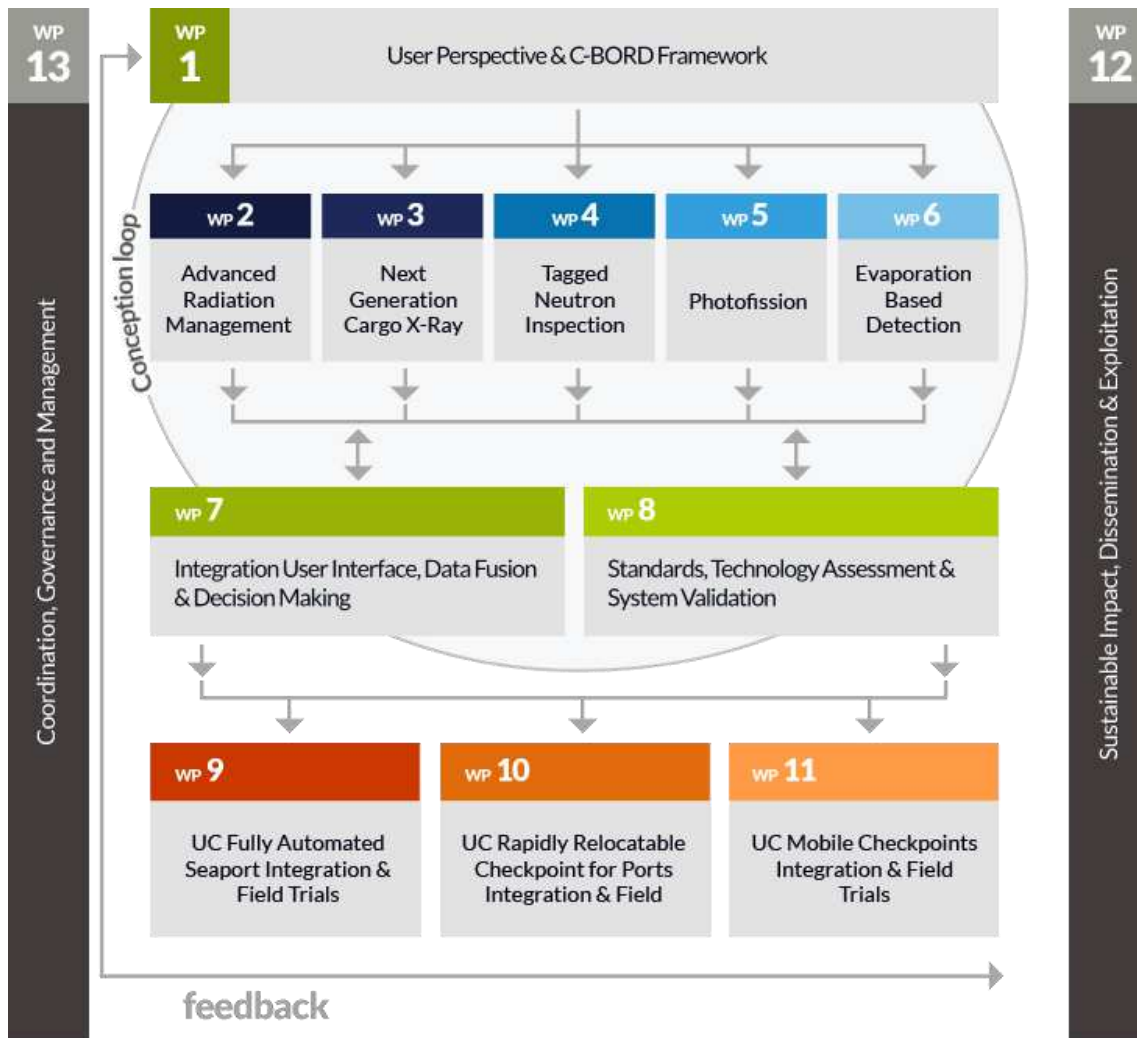 WP
13
Coordination, Governance and Management
WP
1
User Perspective & C-BORD Framework
WP
12
Sustainable Impact, Dissemination & Exploitation
Conception loop
WP 2
Advanced
Radiation
Management
WP 3
Next
Generation
Cargo X-Ray
WP 4
Tagged
Neutron
Inspection
WP 5
Photofission
WP 6
Evaporation
Based
Detection
WP 7
Integration User Interface, Data Fusion
& Decision Making
WP 8
Standards, Technology Assessment &
System Validation
WP 9
UC Fully Automated
Seaport Integration &
Field Trials
WP 10
UC Rapidly Relocatable
Checkpoint for Ports
Integration & Field
WP 11
UC Mobile Checkpoints
Integration & Field
Trials
feedback